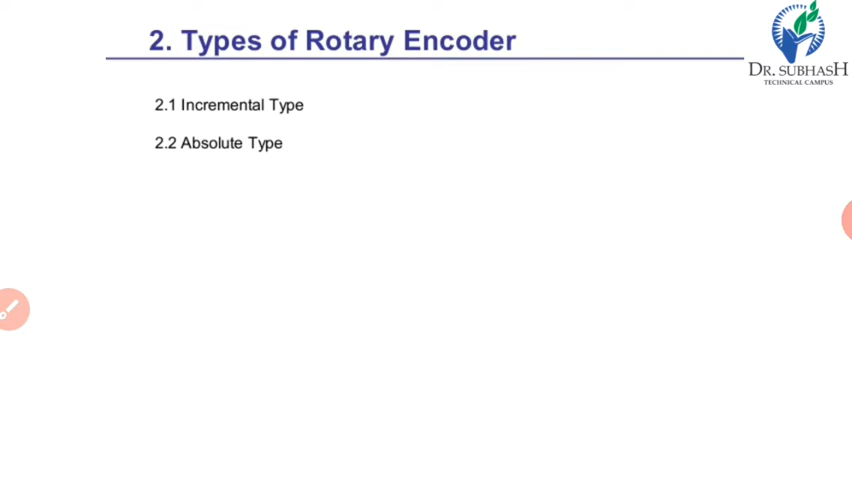 2. Types of Rotary Encoder
DR. SUBHASH
TECHNICAL CAMPUS
2.1 Incremental Type
2.2 Absolute Type